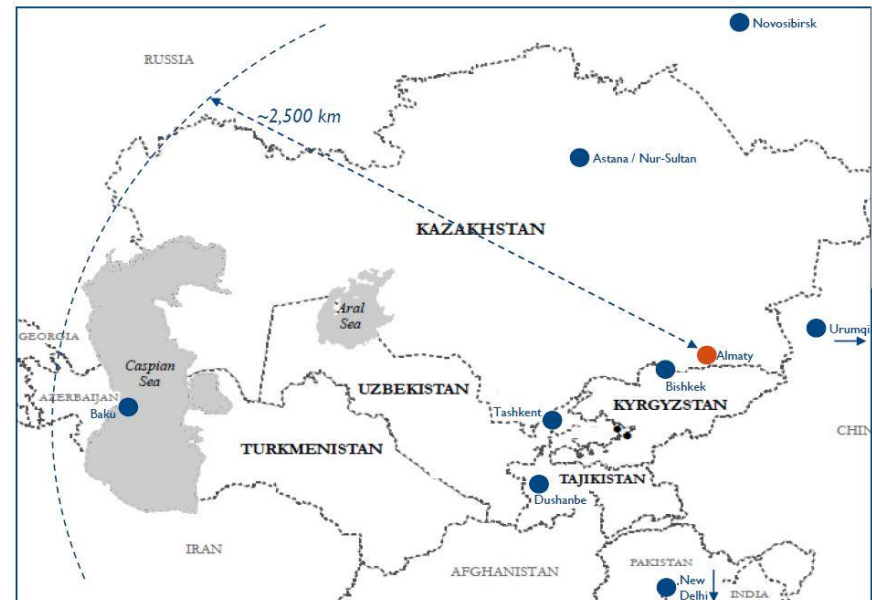 Novosibirsk
RUSSIA
~2,500 km
Astana / Nur-Sultan
KAZAKHSTAN
Aral
Sea
Urumqi
GEORGIA
Almaty
Caspian
Sea
Bishkek
UZBEKISTAN
AZERBAIJAN
Baku
KYRGYZSTAN
Tashkent
CHIN
TURKMENISTAN
TAJIKISTAN
Dushanbe
IRAN
AFGHANISTAN
PAKISTAN
New
Delhi
INDIA